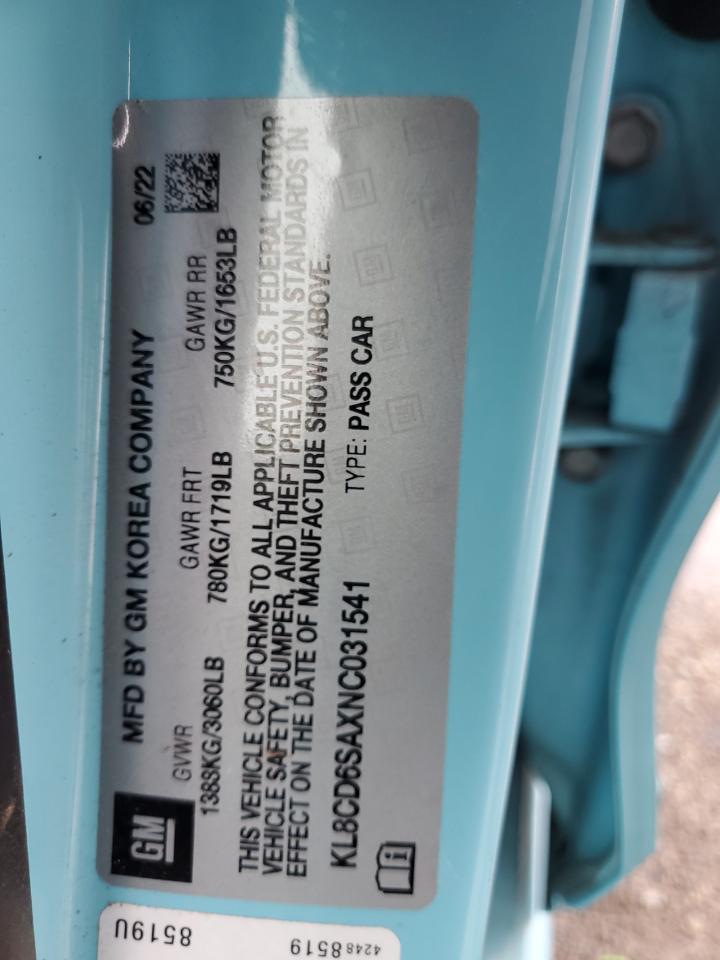 GM
MFD BY GM KOREA COMPANY 06/22
GVWR GAWR FRT GAWR RR
1388KG/3060LB 780KG/1719LB 750KG/1653LB
THIS VEHICLE CONFORMS TO ALL APPLICABLE U.S. FEDERAL MOTOR
VEHICLE SAFETY, BUMPER, AND THEFT PREVENTION STANDARDS IN
EFFECT ON THE DATE OF MANUFACTURE SHOWN ABOVE.
KL8CD6SAXNC031541 TYPE: PASS CAR
8519U
42488519